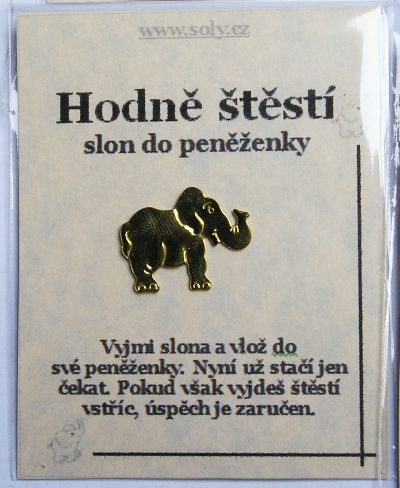 www.soly.cz
Hodně štěstí
slon do peněženky
Vyjmi slona a vlož do
své peněženky. Nyní už stačí jen
čekat. Pokud však vyjdeš štěstí
vstříc, úspěch je zaručen.